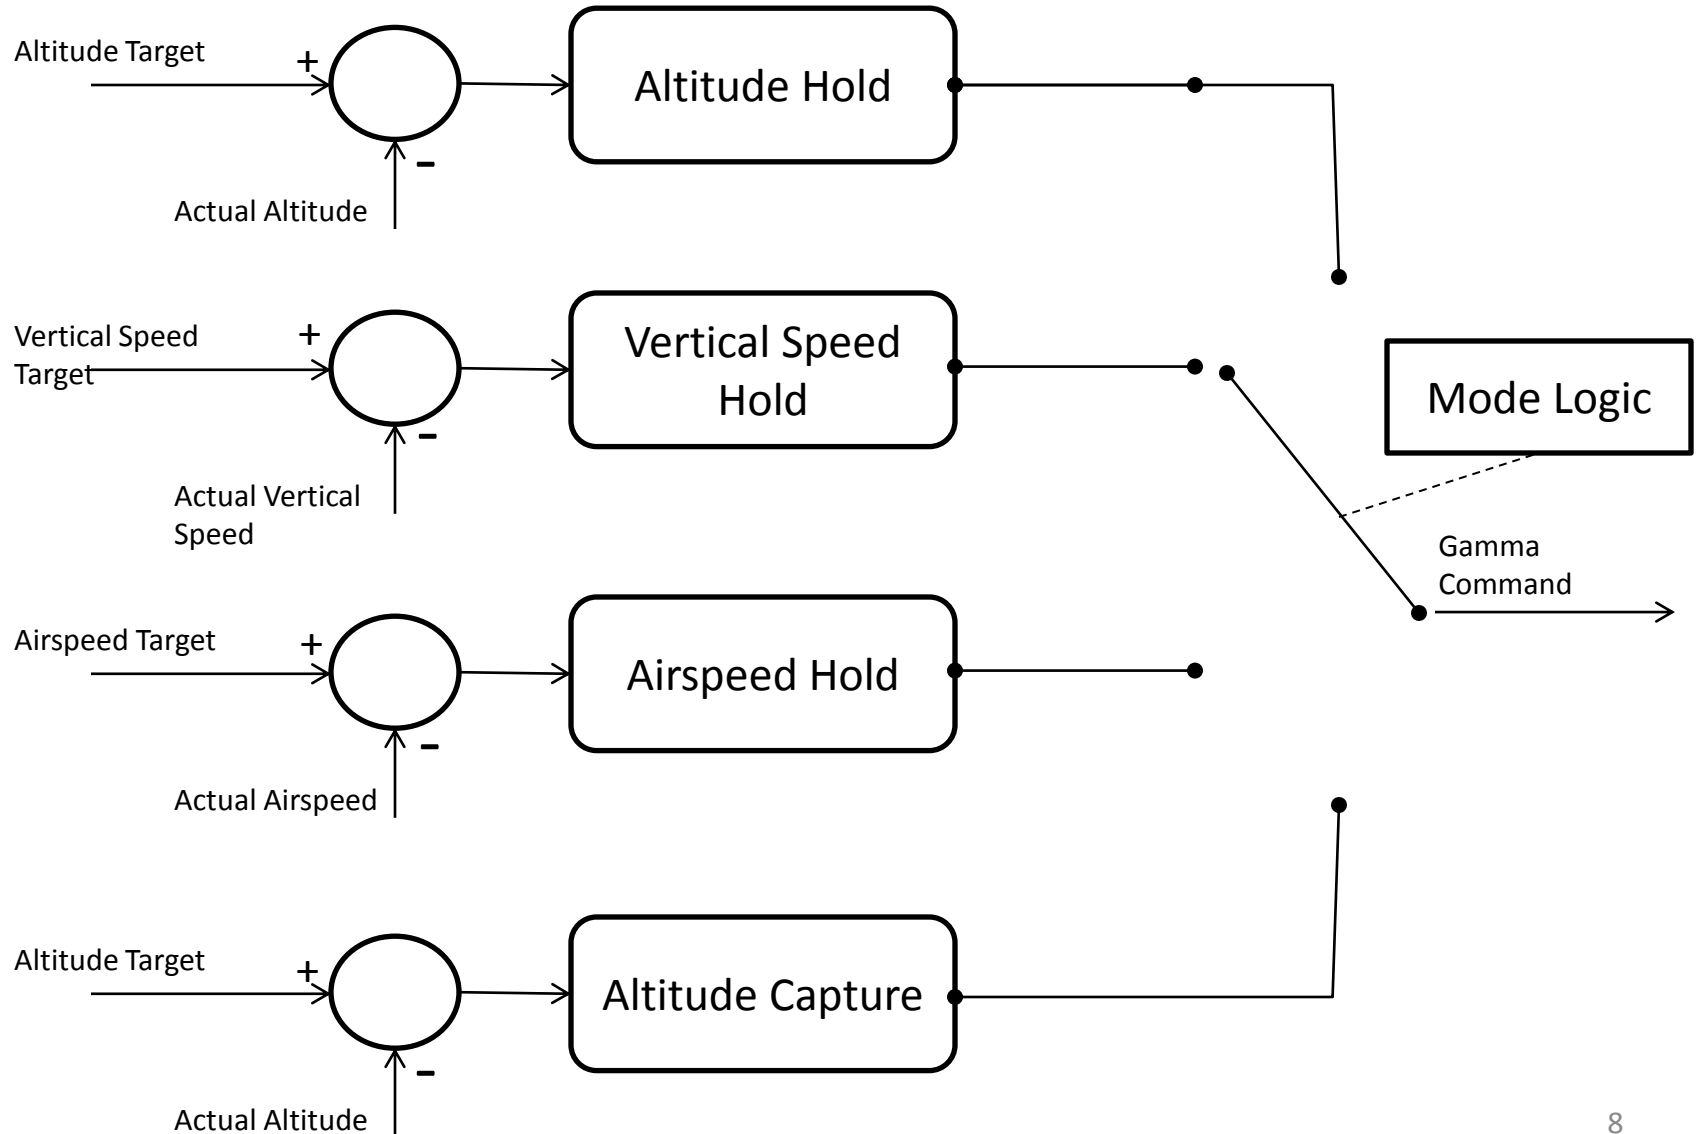 Altitude Target
+
Altitude Hold
-
Actual Altitude
Vertical Speed
Target
+
Vertical Speed
Hold
-
Actual Vertical
Speed
Mode Logic
Gamma
Command
Airspeed Target
+
Airspeed Hold
-
Actual Airspeed
Altitude Target
+
Altitude Capture
-
Actual Altitude
8